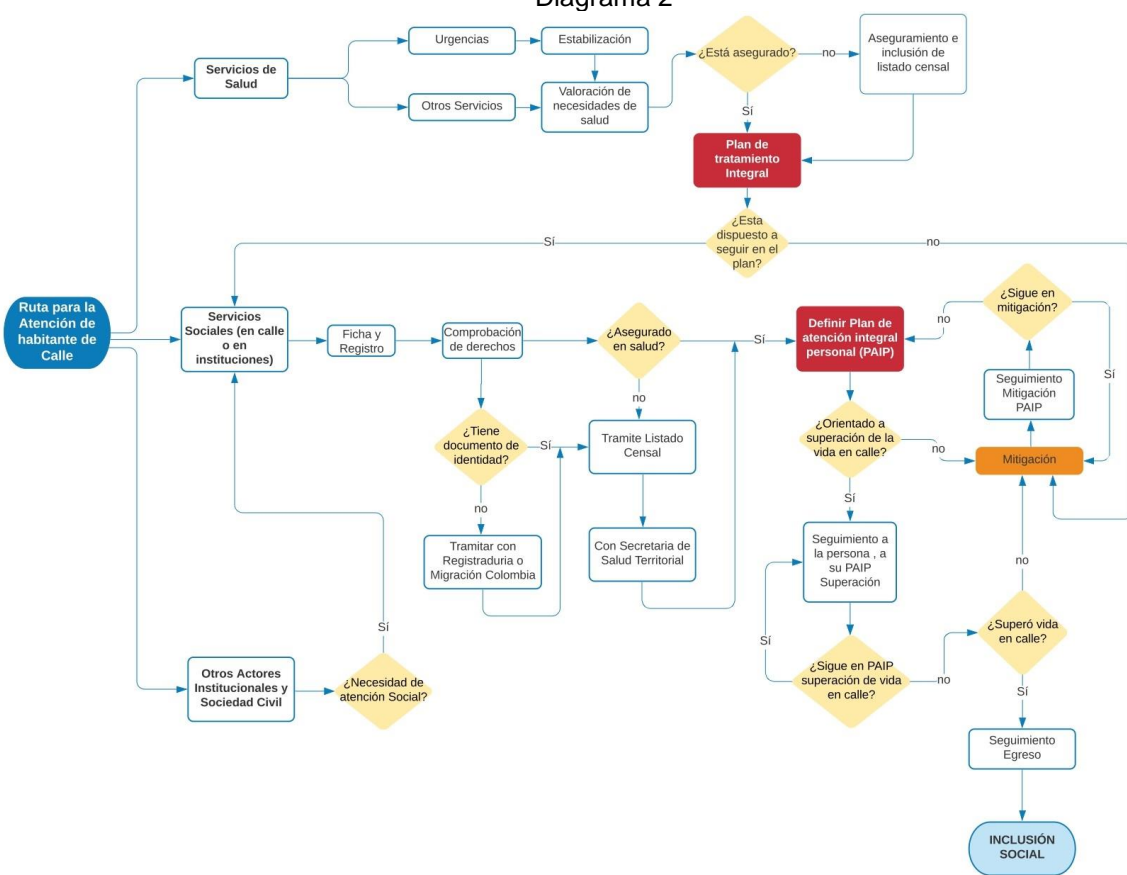 Diagrama 2
Urgencias
Estabilización
¿Está asegurado?
no
Aseguramiento e
inclusión de
listado censal
Servicios de
Salud
Otros Servicios
Valoración de
necesidades de
salud
Sí
Plan de
tratamiento
Integral
¿Esta
dispuesto a
seguir en el
plan?
Sí
no
Ruta para la
Atención de
habitante de
Calle
Servicios
Sociales (en calle
o en
instituciones)
Ficha y
Registro
Comprobación
de derechos
¿Asegurado
en salud?
Sí
Definir Plan de
atención integral
personal (PAIP)
no
¿Sigue en
mitigación?
Sí
Seguimiento
Mitigación
PAIP
no
¿Tiene
documento de
identidad?
Sí
Tramite Listado
Censal
¿Orientado a
superación de la
vida en calle?
no
Mitigación
no
Tramitar con
Registraduria o
Migración Colombia
Con Secretaria de
Salud Territorial
Sí
Seguimiento a
la persona , a
su PAIP
Superación
no
Sí
¿Sigue en PAIP
superación de vida
en calle?
no
¿Superó vida
en calle?
Sí
Otros Actores
Institucionales y
Sociedad Civil
¿Necesidad de
atención Social?
Sí
Seguimiento
Egreso
INCLUSIÓN
SOCIAL